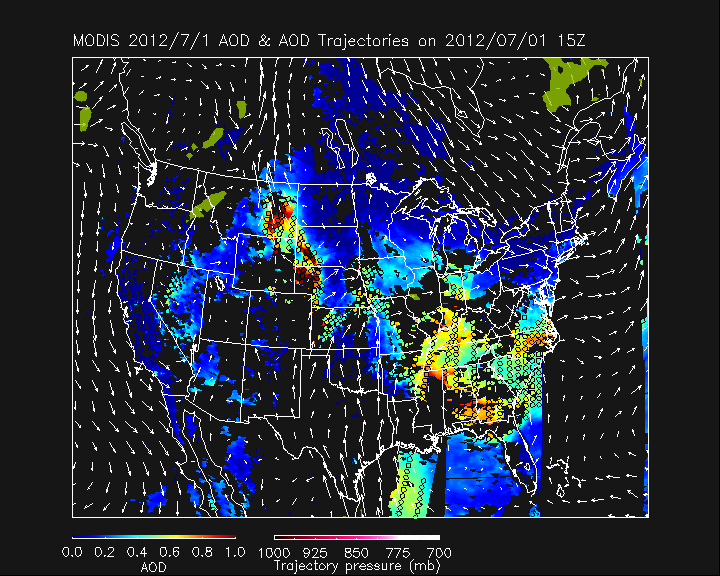 MODIS 2012/7/1 AOD & AOD Trajectories on 2012/07/01 15Z
0.0 0.2 0.4 0.6 0.8 1.0
AOD
1000 925 850 775 700
Trajectory pressure (mb)